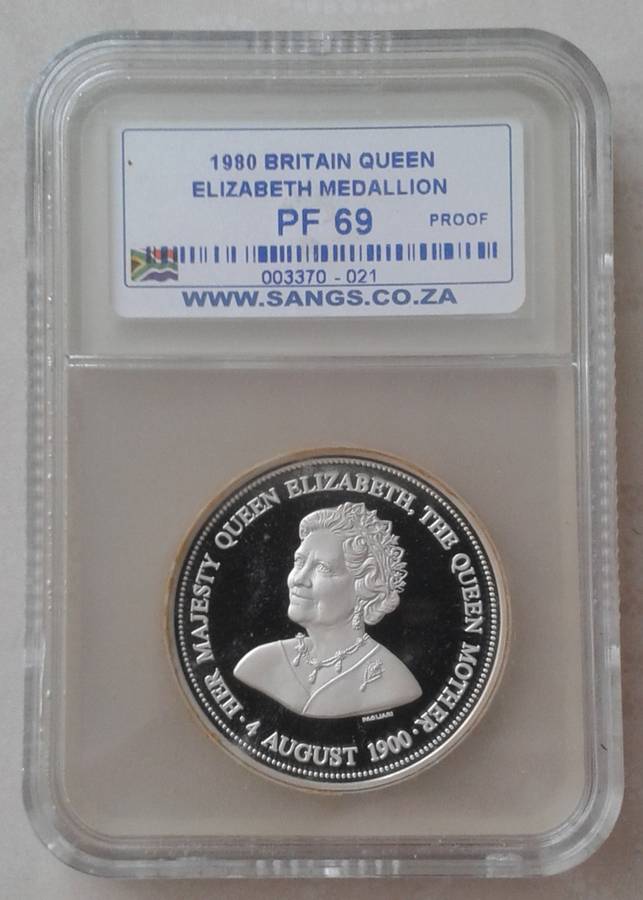 1980 BRITAIN QUEEN
ELIZABETH MEDALLION
PF 69 PROOF
003370 - 021
WWW.SANGS.CO.ZA
HER MAJESTY QUEEN ELIZABETH, THE QUEEN MOTHER
· 4 AUGUST 1900 ·
PAGLIARI